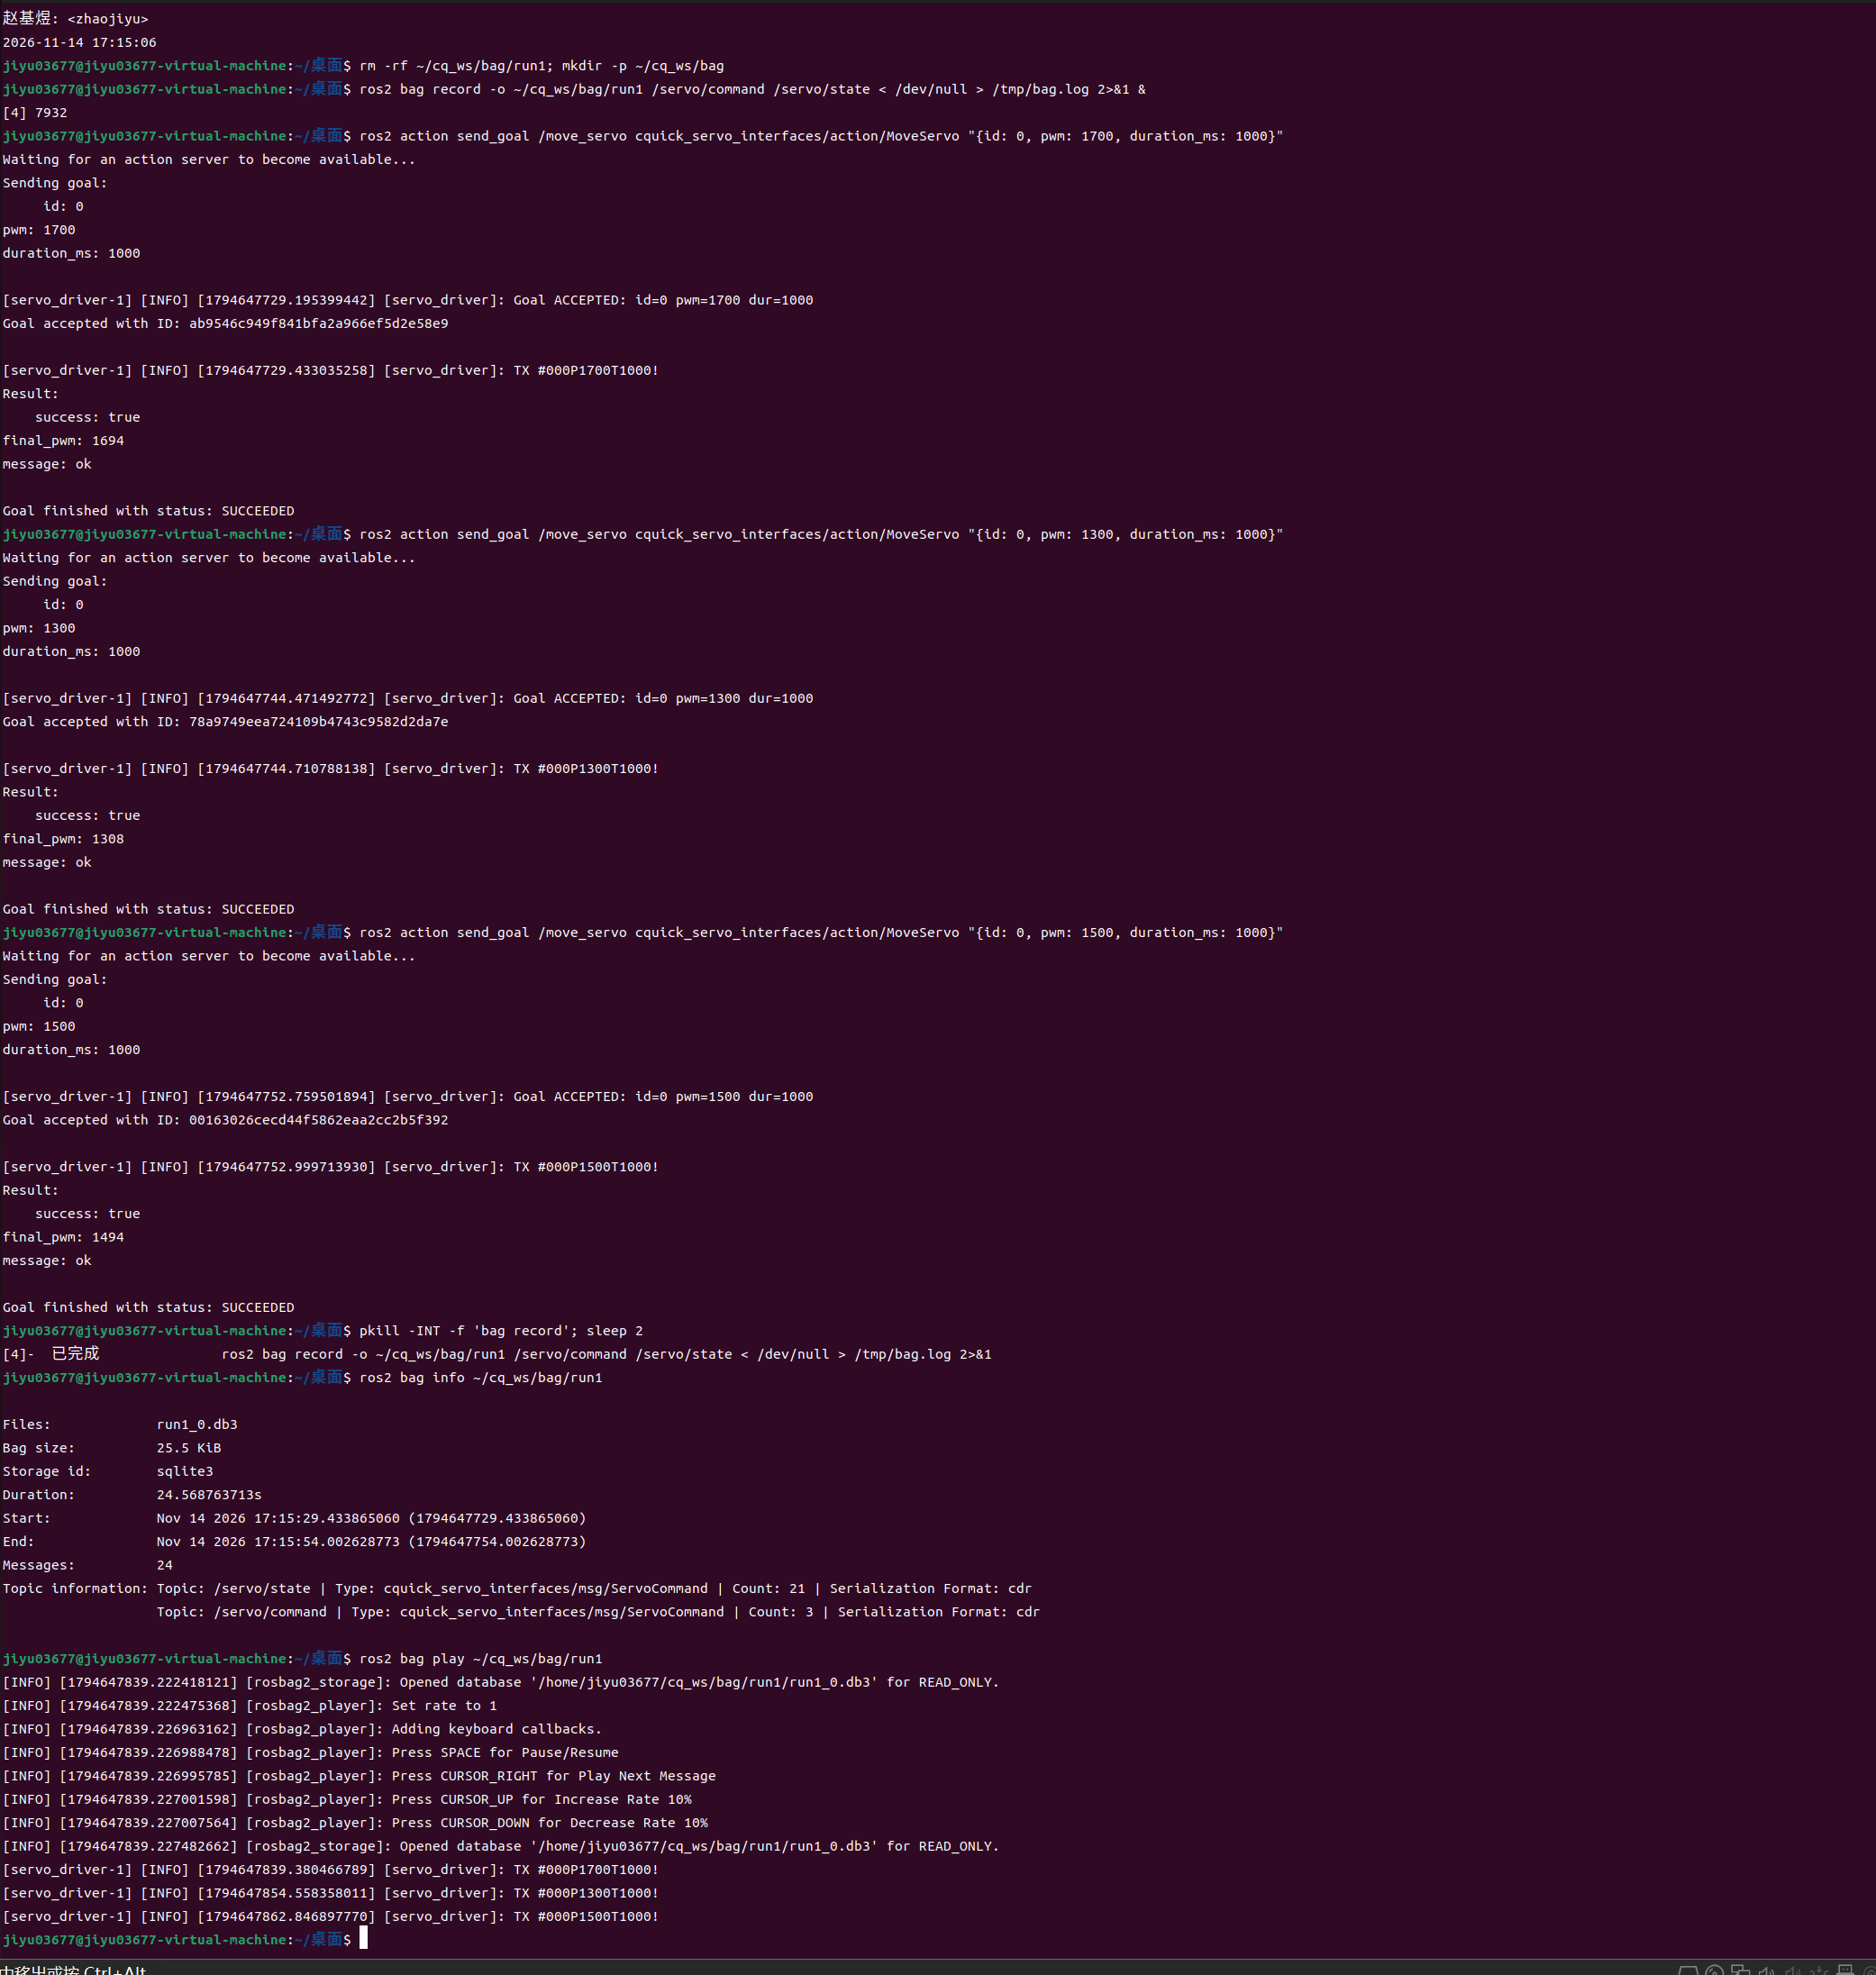 赵基煜: <zhaojiyu>
2026-11-14 17:15:06
jiyu03677@jiyu03677-virtual-machine:~/桌面$ rm -rf ~/cq_ws/bag/run1; mkdir -p ~/cq_ws/bag
jiyu03677@jiyu03677-virtual-machine:~/桌面$ ros2 bag record -o ~/cq_ws/bag/run1 /servo/command /servo/state < /dev/null > /tmp/bag.log 2>&1 &
[4] 7932
jiyu03677@jiyu03677-virtual-machine:~/桌面$ ros2 action send_goal /move_servo cquick_servo_interfaces/action/MoveServo "{id: 0, pwm: 1700, duration_ms: 1000}"
Waiting for an action server to become available...
Sending goal:
     id: 0
pwm: 1700
duration_ms: 1000

[servo_driver-1] [INFO] [1794647729.195399442] [servo_driver]: Goal ACCEPTED: id=0 pwm=1700 dur=1000
Goal accepted with ID: ab9546c949f841bfa2a966ef5d2e58e9

[servo_driver-1] [INFO] [1794647729.433035258] [servo_driver]: TX #000P1700T1000!
Result:
    success: true
final_pwm: 1694
message: ok

Goal finished with status: SUCCEEDED
jiyu03677@jiyu03677-virtual-machine:~/桌面$ ros2 action send_goal /move_servo cquick_servo_interfaces/action/MoveServo "{id: 0, pwm: 1300, duration_ms: 1000}"
Waiting for an action server to become available...
Sending goal:
     id: 0
pwm: 1300
duration_ms: 1000

[servo_driver-1] [INFO] [1794647744.471492772] [servo_driver]: Goal ACCEPTED: id=0 pwm=1300 dur=1000
Goal accepted with ID: 78a9749eea724109b4743c9582d2da7e

[servo_driver-1] [INFO] [1794647744.710788138] [servo_driver]: TX #000P1300T1000!
Result:
    success: true
final_pwm: 1308
message: ok

Goal finished with status: SUCCEEDED
jiyu03677@jiyu03677-virtual-machine:~/桌面$ ros2 action send_goal /move_servo cquick_servo_interfaces/action/MoveServo "{id: 0, pwm: 1500, duration_ms: 1000}"
Waiting for an action server to become available...
Sending goal:
     id: 0
pwm: 1500
duration_ms: 1000

[servo_driver-1] [INFO] [1794647752.759501894] [servo_driver]: Goal ACCEPTED: id=0 pwm=1500 dur=1000
Goal accepted with ID: 00163026cecd44f5862eaa2cc2b5f392

[servo_driver-1] [INFO] [1794647752.999713930] [servo_driver]: TX #000P1500T1000!
Result:
    success: true
final_pwm: 1494
message: ok

Goal finished with status: SUCCEEDED
jiyu03677@jiyu03677-virtual-machine:~/桌面$ pkill -INT -f 'bag record'; sleep 2
[4]-  已完成               ros2 bag record -o ~/cq_ws/bag/run1 /servo/command /servo/state < /dev/null > /tmp/bag.log 2>&1
jiyu03677@jiyu03677-virtual-machine:~/桌面$ ros2 bag info ~/cq_ws/bag/run1

Files:             run1_0.db3
Bag size:          25.5 KiB
Storage id:        sqlite3
Duration:          24.568763713s
Start:             Nov 14 2026 17:15:29.433865060 (1794647729.433865060)
End:               Nov 14 2026 17:15:54.002628773 (1794647754.002628773)
Messages:          24
Topic information: Topic: /servo/state | Type: cquick_servo_interfaces/msg/ServoCommand | Count: 21 | Serialization Format: cdr
                   Topic: /servo/command | Type: cquick_servo_interfaces/msg/ServoCommand | Count: 3 | Serialization Format: cdr

jiyu03677@jiyu03677-virtual-machine:~/桌面$ ros2 bag play ~/cq_ws/bag/run1
[INFO] [1794647839.222418121] [rosbag2_storage]: Opened database '/home/jiyu03677/cq_ws/bag/run1/run1_0.db3' for READ_ONLY.
[INFO] [1794647839.222475368] [rosbag2_player]: Set rate to 1
[INFO] [1794647839.226963162] [rosbag2_player]: Adding keyboard callbacks.
[INFO] [1794647839.226988478] [rosbag2_player]: Press SPACE for Pause/Resume
[INFO] [1794647839.226995785] [rosbag2_player]: Press CURSOR_RIGHT for Play Next Message
[INFO] [1794647839.227001598] [rosbag2_player]: Press CURSOR_UP for Increase Rate 10%
[INFO] [1794647839.227007564] [rosbag2_player]: Press CURSOR_DOWN for Decrease Rate 10%
[INFO] [1794647839.227482662] [rosbag2_storage]: Opened database '/home/jiyu03677/cq_ws/bag/run1/run1_0.db3' for READ_ONLY.
[servo_driver-1] [INFO] [1794647839.380466789] [servo_driver]: TX #000P1700T1000!
[servo_driver-1] [INFO] [1794647854.558358011] [servo_driver]: TX #000P1300T1000!
[servo_driver-1] [INFO] [1794647862.846897770] [servo_driver]: TX #000P1500T1000!
jiyu03677@jiyu03677-virtual-machine:~/桌面$
中移出或按 Ctrl+Alt